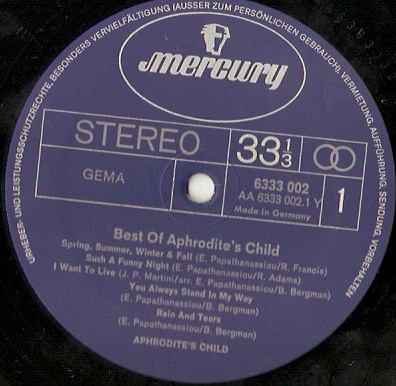 URHEBER- UND LEISTUNGSSCHUTZRECHTE, BESONDERS VERVIELFÄLTIGUNG (AUSSER ZUM PERSÖNLICHEN GEBRAUCH), VERMIETUNG, AUFFÜHRUNG, SENDUNG, VORBEHALTEN
mercury
STEREO
33 1/3
GEMA
6333 002
AA 6333 002.1 Y
Made in Germany
1
Best Of Aphrodite's Child
Spring, Summer, Winter & Fall (E. Papathanassiou/R. Francis)
Such A Funny Night (E. Papathanassiou/R. Adams)
I Want To Live (J. P. Martini/arr. E. Papathanassiou/B. Bergman)
You Always Stand In My Way
(E. Papathanassiou/B. Bergman)
Rain And Tears
(E. Papathanassiou/B. Bergman)
APHRODITE'S CHILD